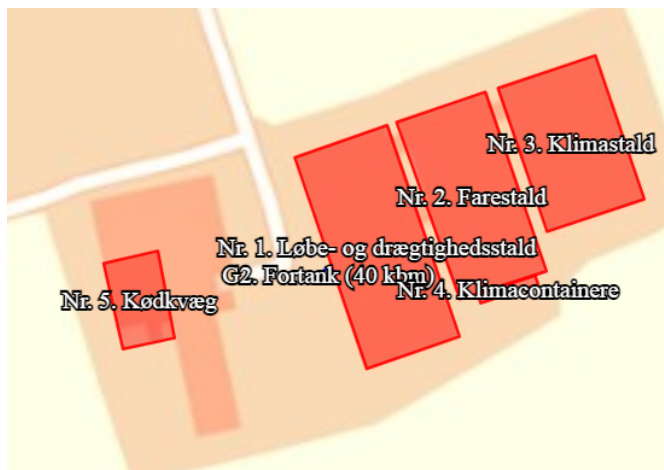 Nr. 3. Klimastald
Nr. 2. Farestald
Nr. 1. Løbe- og drægtighedsstald
G2. Fortank (40 kbm)
Nr. 4. Klimacontainere
Nr. 5. Kødkvæg